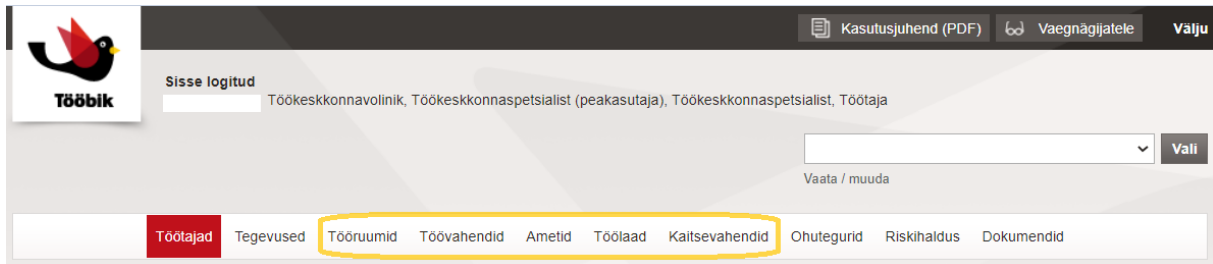 Kasutusjuhend (PDF) Vaegnägijatele Välju
Tööbik
Sisse logitud
Töökeskkonnavolinik, Töökeskkonnaspetsialist (peakasutaja), Töökeskkonnaspetsialist, Töötaja
Vali
Vaata / muuda
Töötajad Tegevused Tööruumid Töövahendid Ametid Töölaad Kaitsevahendid Ohutegurid Riskihaldus Dokumendid